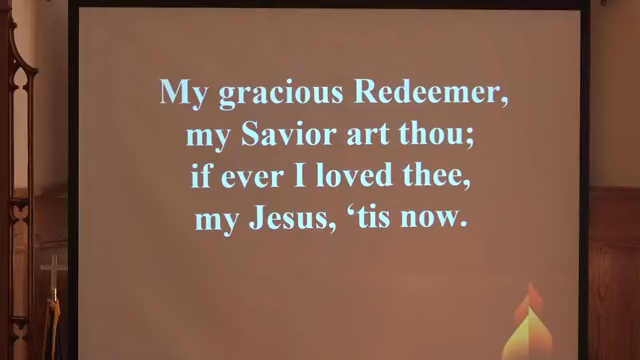 My gracious Redeemer,
my Savior art thou;
if ever I loved thee,
my Jesus, ‘tis now.